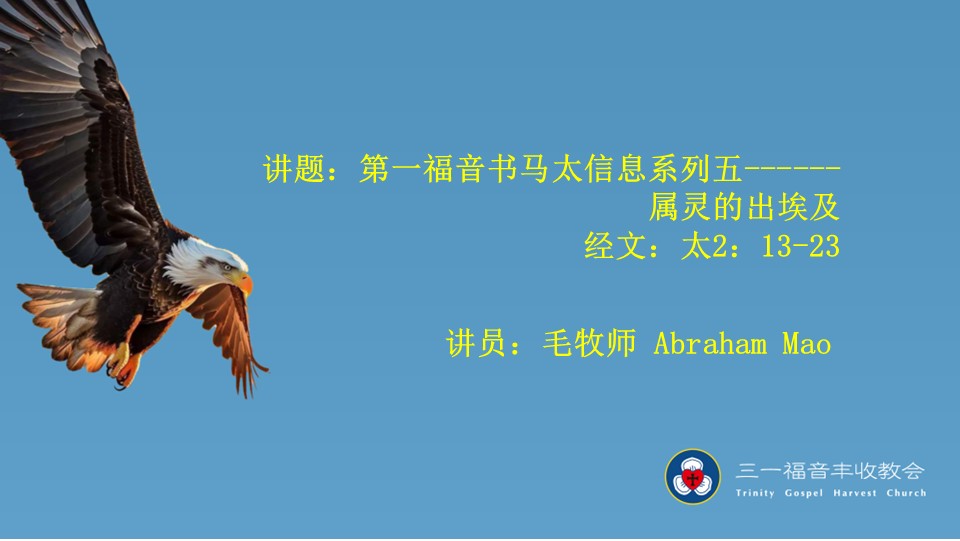 讲题：第一福音书马太信息系列五------
属灵的出埃及
经文：太2：13-23
讲员：毛牧师 Abraham Mao
三一福音丰收教会
Trinity Gospel Harvest Church